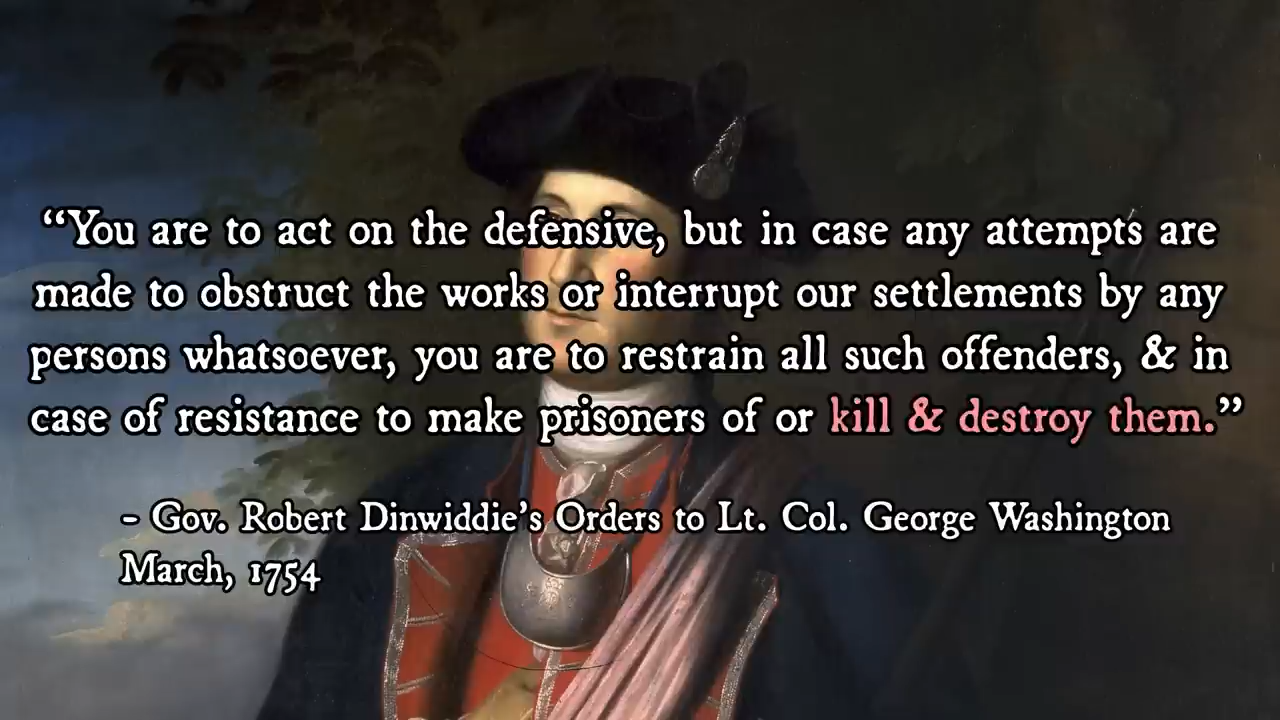 “You are to act on the defensive, but in case any attempts are
made to obstruct the works or interrupt our settlements by any
persons whatsoever, you are to restrain all such offenders, & in
case of resistance to make prisoners of or kill & destroy them.”
- Gov. Robert Dinwiddie’s Orders to Lt. Col. George Washington
March, 1754